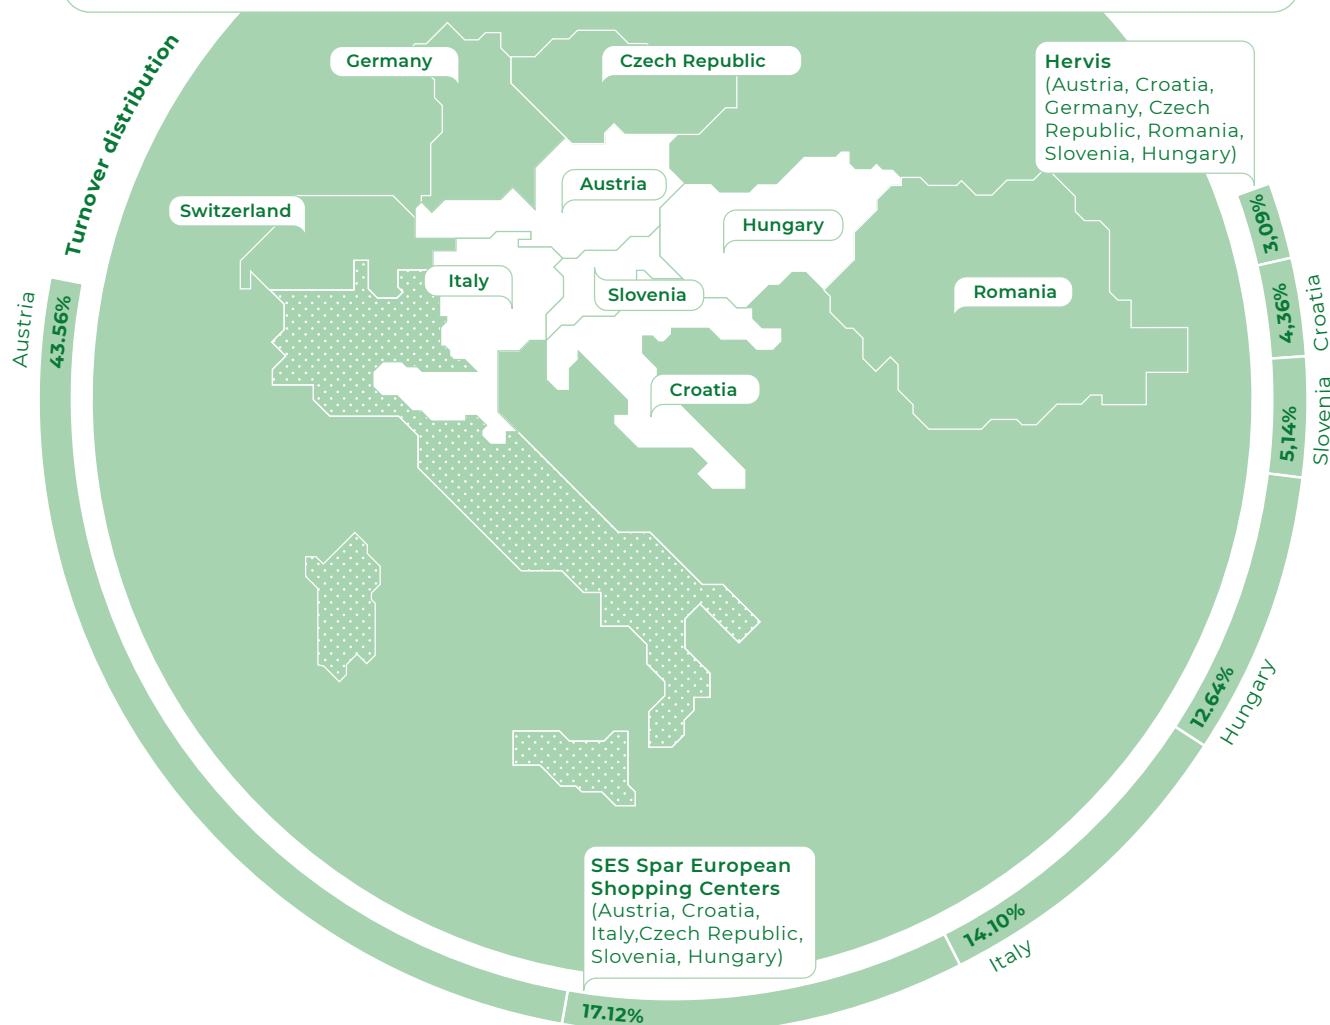 Turnover distribution
Germany
Czech Republic
Hervis
(Austria, Croatia,
Germany, Czech
Republic, Romania,
Slovenia, Hungary)
Austria
Switzerland
Hungary
Italy
Slovenia
Romania
Croatia
3,09%
4,36%
Croatia
5,14%
Slovenia
12.64%
Hungary
14.10%
Italy
SES Spar European
Shopping Centers
(Austria, Croatia,
Italy,Czech Republic,
Slovenia, Hungary)
17.12%
Austria
43.56%